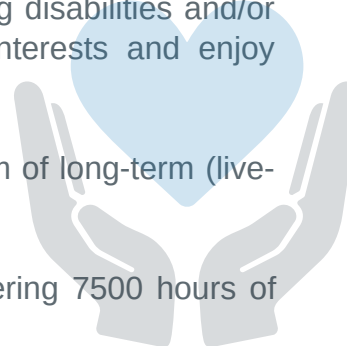 g disabilities and/or
nterests and enjoy
of long-term (live-
ering 7500 hours of